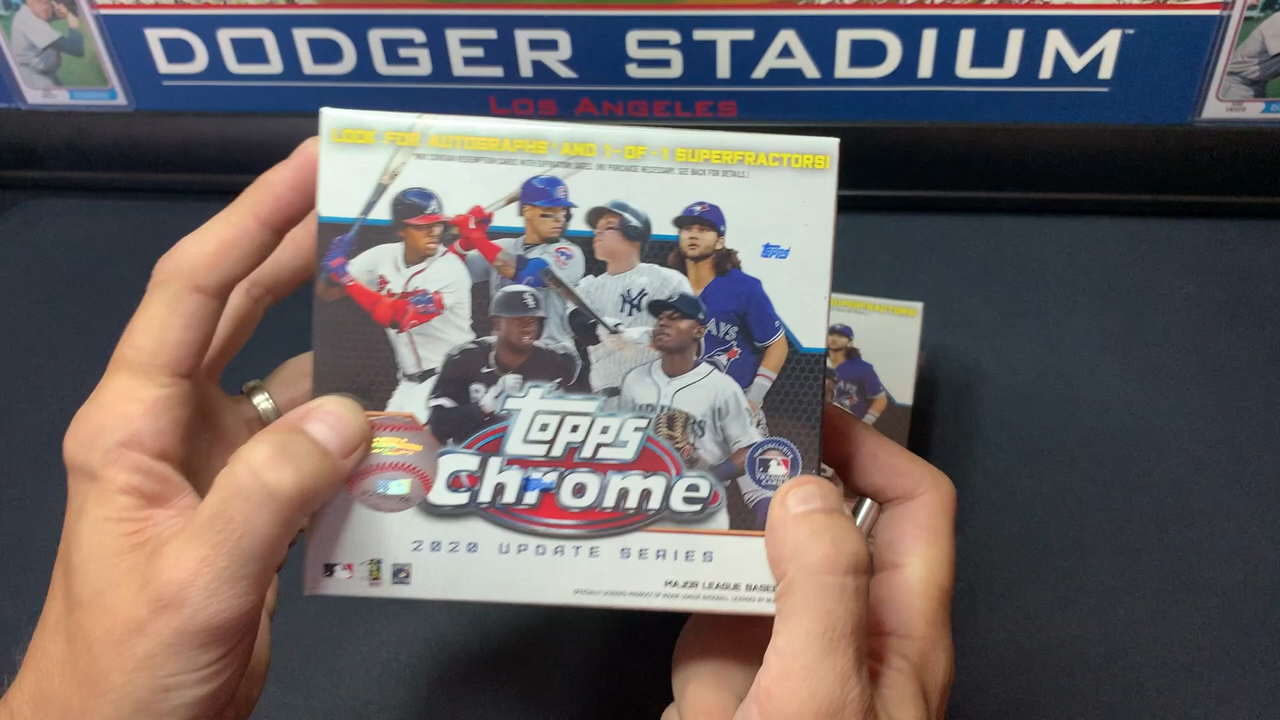 DODGER STADIUM
LOS ANGELES
LOOK FOR AUTOGRAPHS* AND 1-OF-1 SUPERFRACTORS!
SUPERFRACTORS!
Topps
Topps
Chrome
2020 UPDATE SERIES
MAJOR LEAGUE